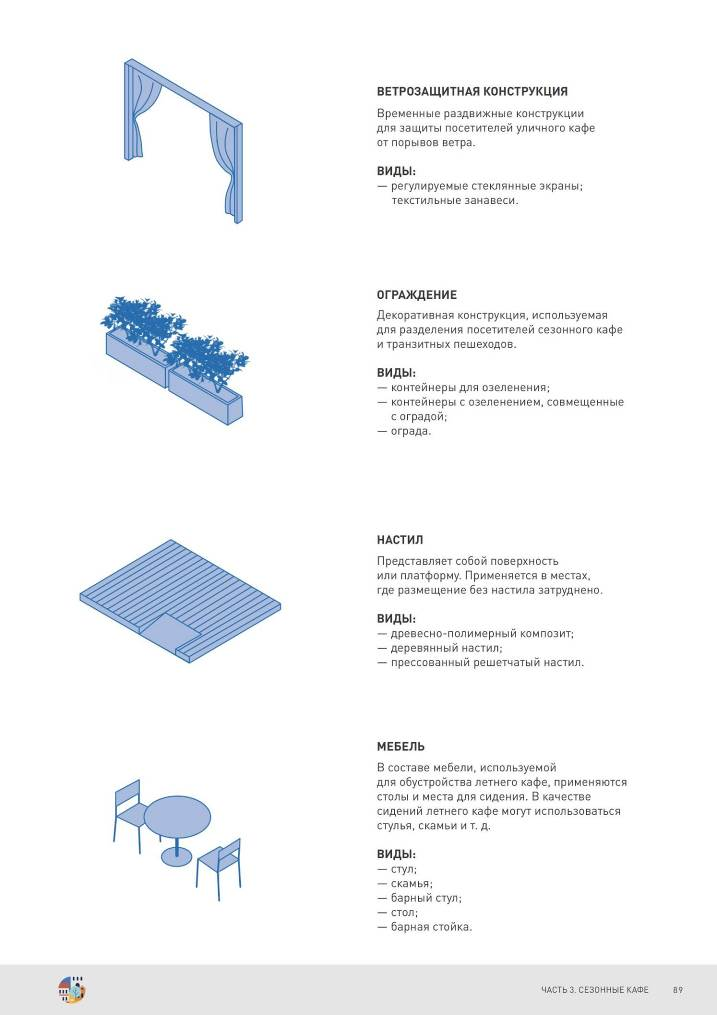 ВЕТРОЗАЩИТНАЯ КОНСТРУКЦИЯ
Временные раздвижные конструкции
для защиты посетителей уличного кафе
от порывов ветра.
ВИДЫ:
— регулируемые стеклянные экраны;
текстильные занавеси.
ОГРАЖДЕНИЕ
Декоративная конструкция, используемая
для разделения посетителей сезонного кафе
и транзитных пешеходов.
ВИДЫ:
— контейнеры для озеленения;
— контейнеры с озеленением, совмещенные
с оградой;
— ограда.
НАСТИЛ
Представляет собой поверхность
или платформу. Применяется в местах,
где размещение без настила затруднено.
ВИДЫ:
— древесно-полимерный композит;
— деревянный настил;
— прессованный решетчатый настил.
МЕБЕЛЬ
В составе мебели, используемой
для обустройства летнего кафе, применяются
столы и места для сидения. В качестве
сидений летнего кафе могут использоваться
стулья, скамьи и т. д.
ВИДЫ:
— стул;
— скамья;
— барный стул;
— стол;
— барная стойка.
ЧАСТЬ 3. СЕЗОННЫЕ КАФЕ 89